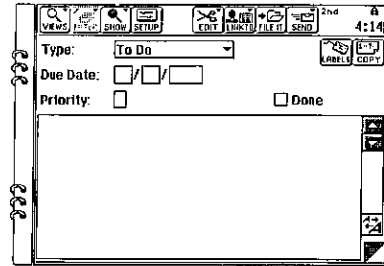 VIEWS SHOW SETUP EDIT LINKTO FILE IT SEND 2nd 4:14
Type: To Do LABELS COPY
Due Date: / /
Priority: Done